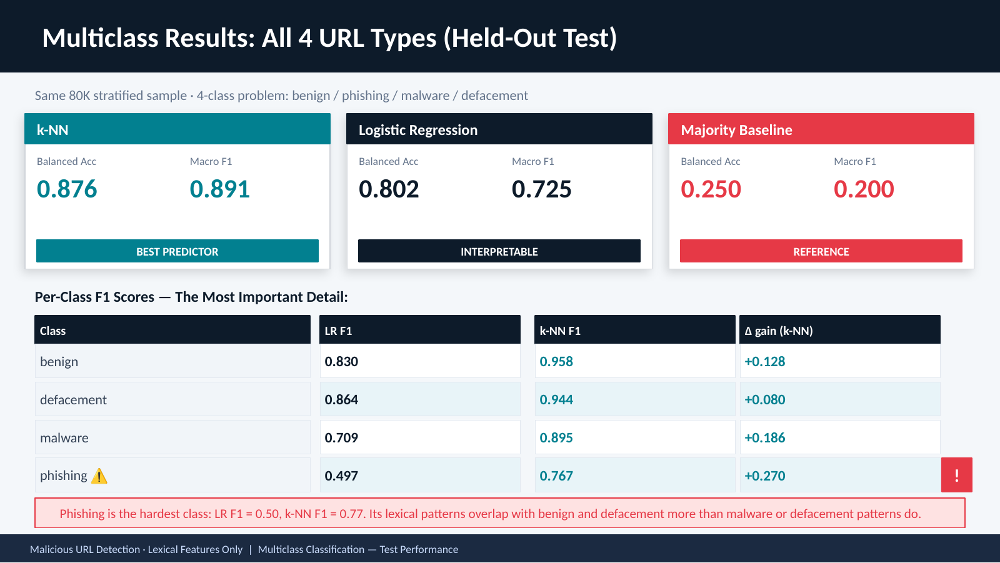 Multiclass Results: All 4 URL Types (Held-Out Test)
Same 80K stratified sample · 4-class problem: benign / phishing / malware / defacement
k-NN
Balanced Acc
Macro F1
0.876
0.891
BEST PREDICTOR
Logistic Regression
Balanced Acc
Macro F1
0.802
0.725
INTERPRETABLE
Majority Baseline
Balanced Acc
Macro F1
0.250
0.200
REFERENCE
Per-Class F1 Scores — The Most Important Detail:
Class LR F1 k-NN F1 Δ gain (k-NN)
benign 0.830 0.958 +0.128
defacement 0.864 0.944 +0.080
malware 0.709 0.895 +0.186
phishing ⚠️ 0.497 0.767 +0.270 !
Phishing is the hardest class: LR F1 = 0.50, k-NN F1 = 0.77. Its lexical patterns overlap with benign and defacement more than malware or defacement patterns do.
Malicious URL Detection · Lexical Features Only | Multiclass Classification — Test Performance